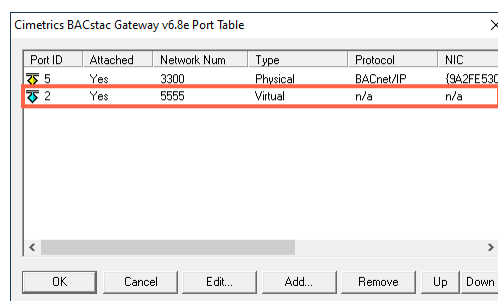 Cimetrics BACstac Gateway v6.8e Port Table
Port ID Attached Network Num Type Protocol NIC
5 Yes 3300 Physical BACnet/IP {9A2FE530
2 Yes 5555 Virtual n/a n/a
OK Cancel Edit... Add... Remove Up Down